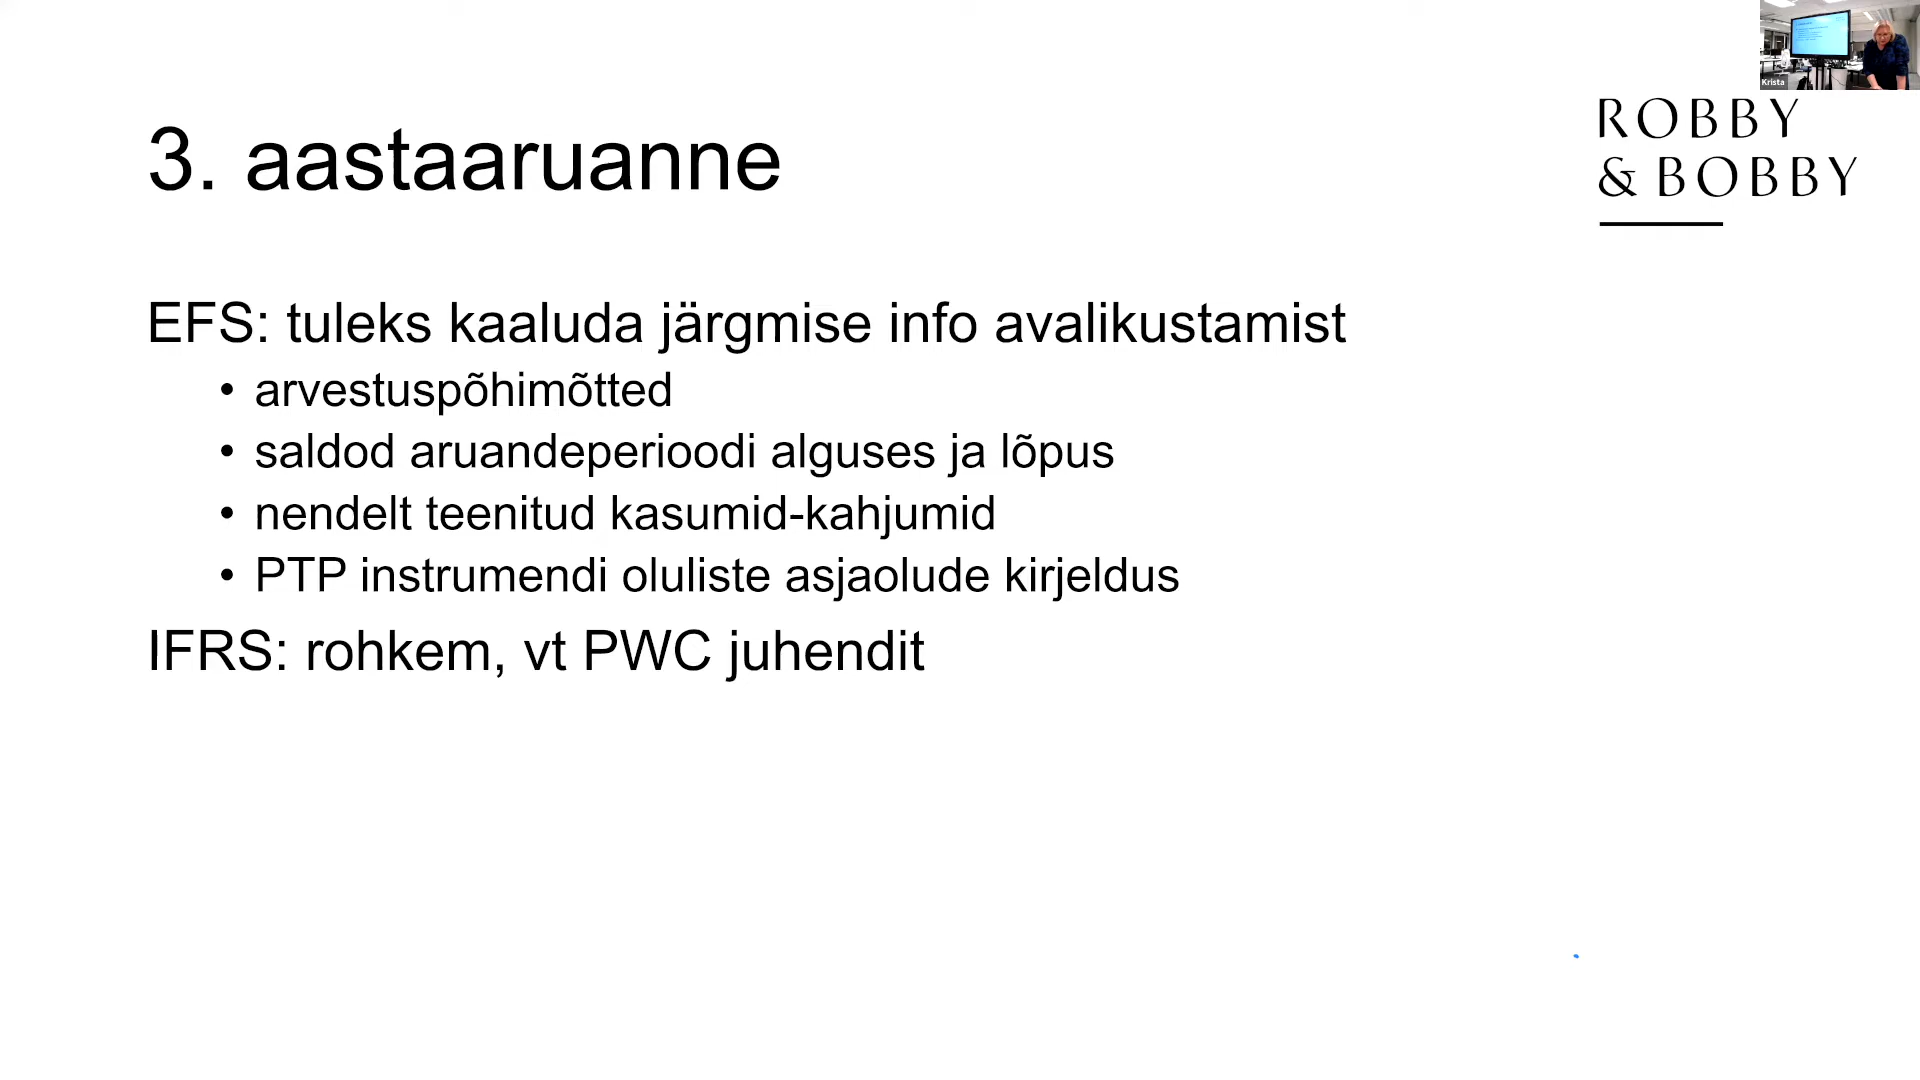 Krista
ROBBY
& BOBBY
3. aastaaruanne
EFS: tuleks kaaluda järgmise info avalikustamist
• arvestuspõhimõtted
• saldod aruandeperioodi alguses ja lõpus
• nendelt teenitud kasumid-kahjumid
• PTP instrumendi oluliste asjaolude kirjeldus
IFRS: rohkem, vt PWC juhendit